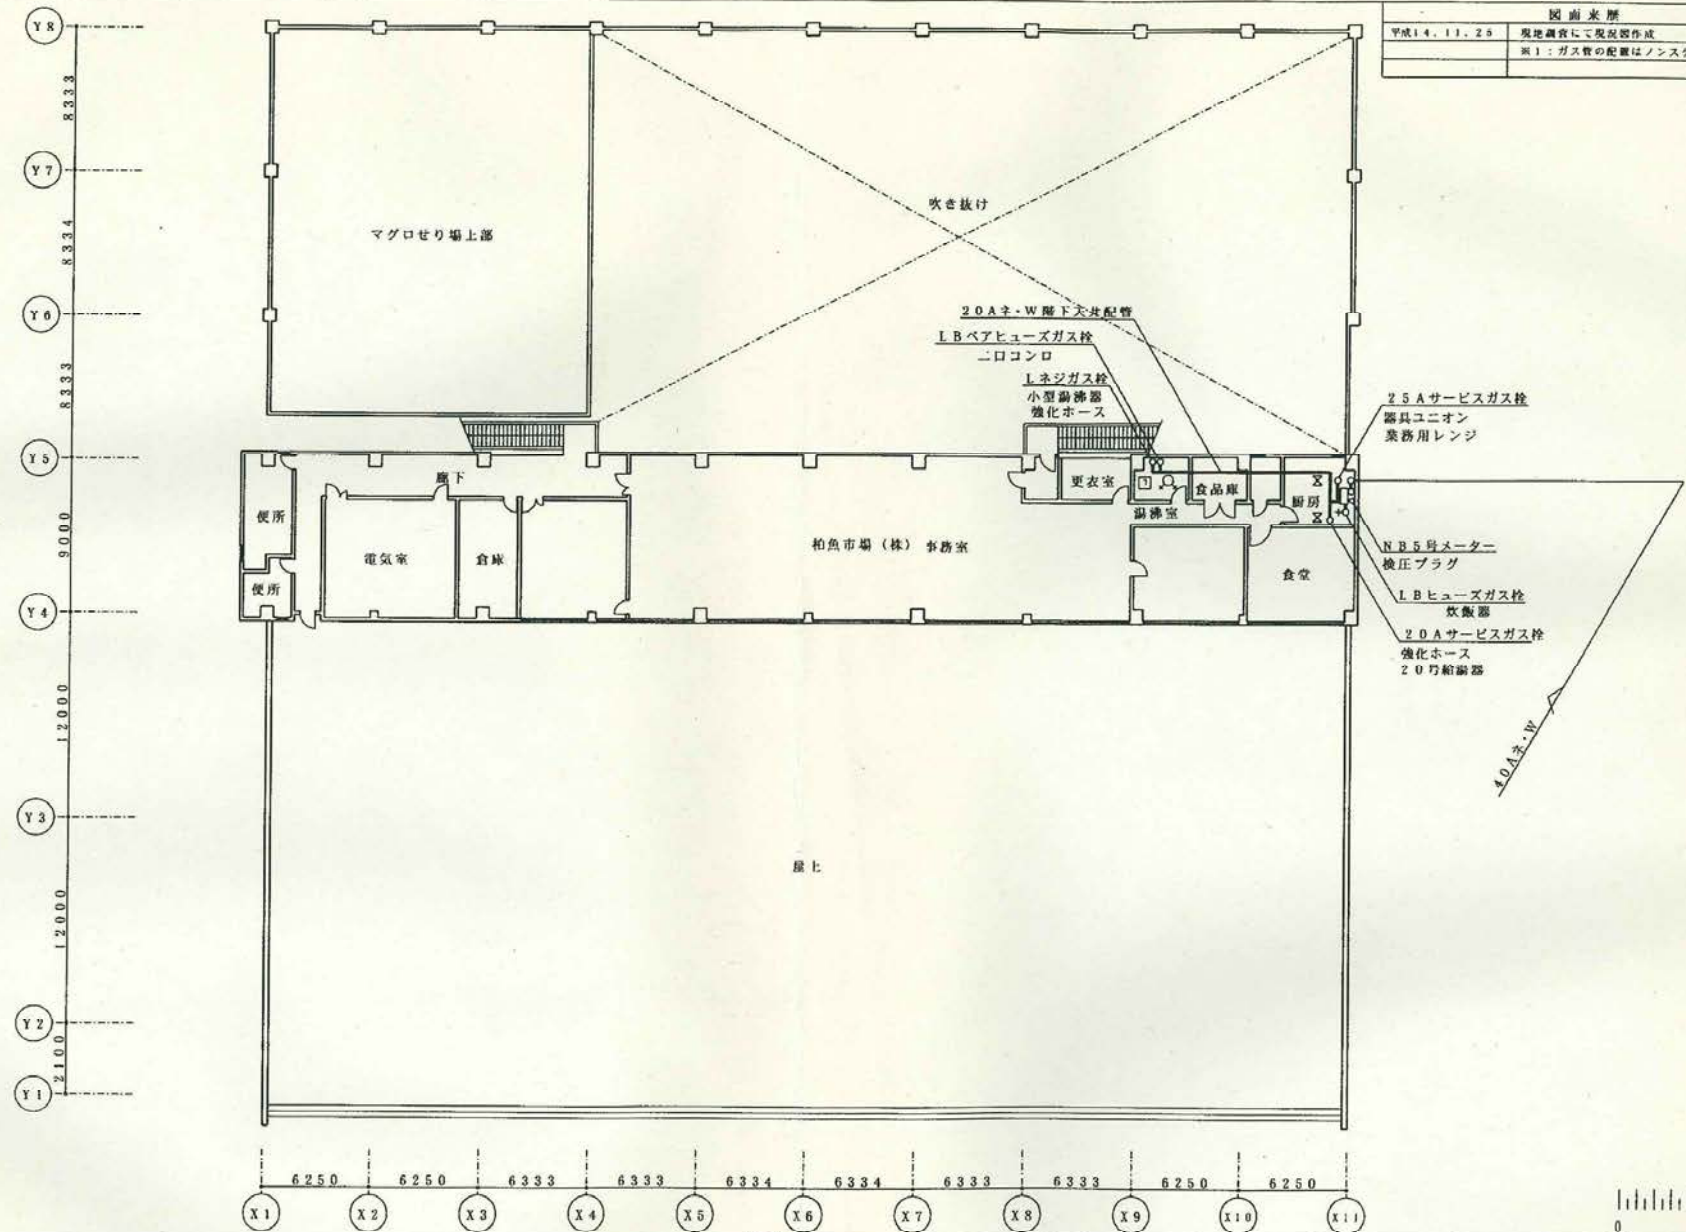 図面来歴
平成14.11.25 現地調査にて現況図作成
※1：ガス管の配置はノンスケ
Y8
8333
Y7
8334
Y6
8333
Y5
9000
Y4
12000
Y3
12000
Y2
2100
Y1
マグロせり場上部
吹き抜け
20Aネ・W階下天井配管
LBペアヒューズガス栓
二口コンロ
Lネジガス栓
小型湯沸器
強化ホース
25Aサービスガス栓
器具ユニオン
業務用レンジ
廊下
更衣室
食品庫
厨房
湯沸室
便所
電気室
倉庫
柏魚市場（株） 事務室
食堂
便所
NB5号メーター
検圧プラグ
LBヒューズガス栓
炊飯器
20Aサービスガス栓
強化ホース
20号給湯器
40Aネ・W
屋上
6250 6250 6333 6333 6334 6334 6333 6333 6250 6250
X1 X2 X3 X4 X5 X6 X7 X8 X9 X10 X11
0